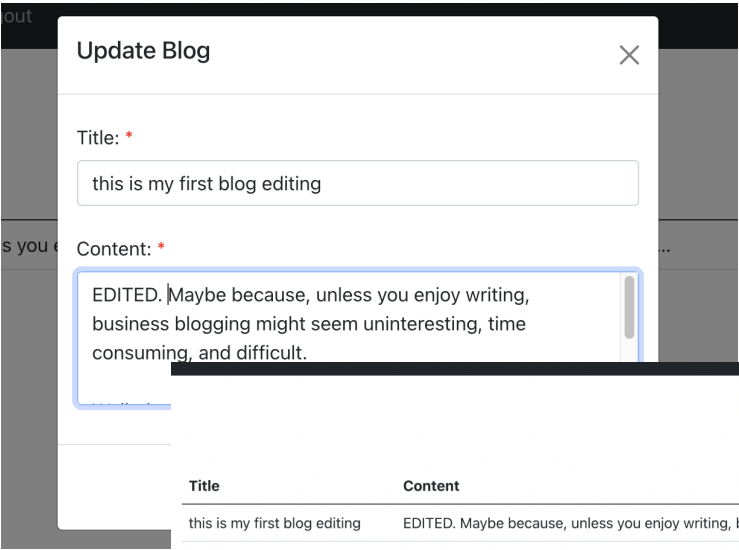 out
Update Blog
Title: *
this is my first blog editing
s you
...
Content: *
EDITED. Maybe because, unless you enjoy writing,
business blogging might seem uninteresting, time
consuming, and difficult.
Title Content
this is my first blog editing EDITED. Maybe because, unless you enjoy writing,